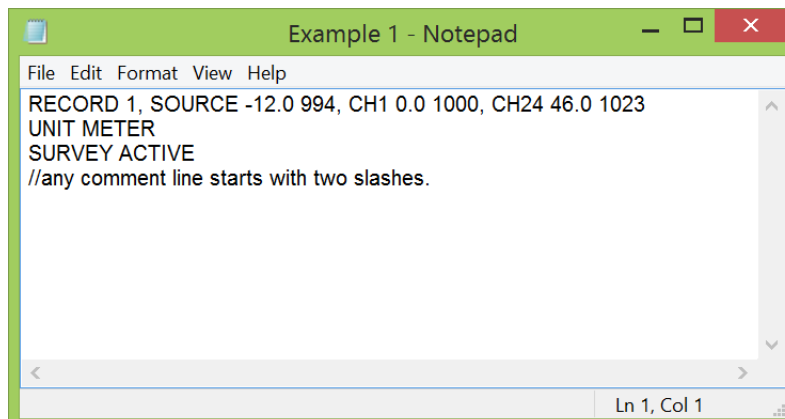 Example 1 - Notepad
File Edit Format View Help
RECORD 1, SOURCE -12.0 994, CH1 0.0 1000, CH24 46.0 1023
UNIT METER
SURVEY ACTIVE
//any comment line starts with two slashes.
Ln 1, Col 1